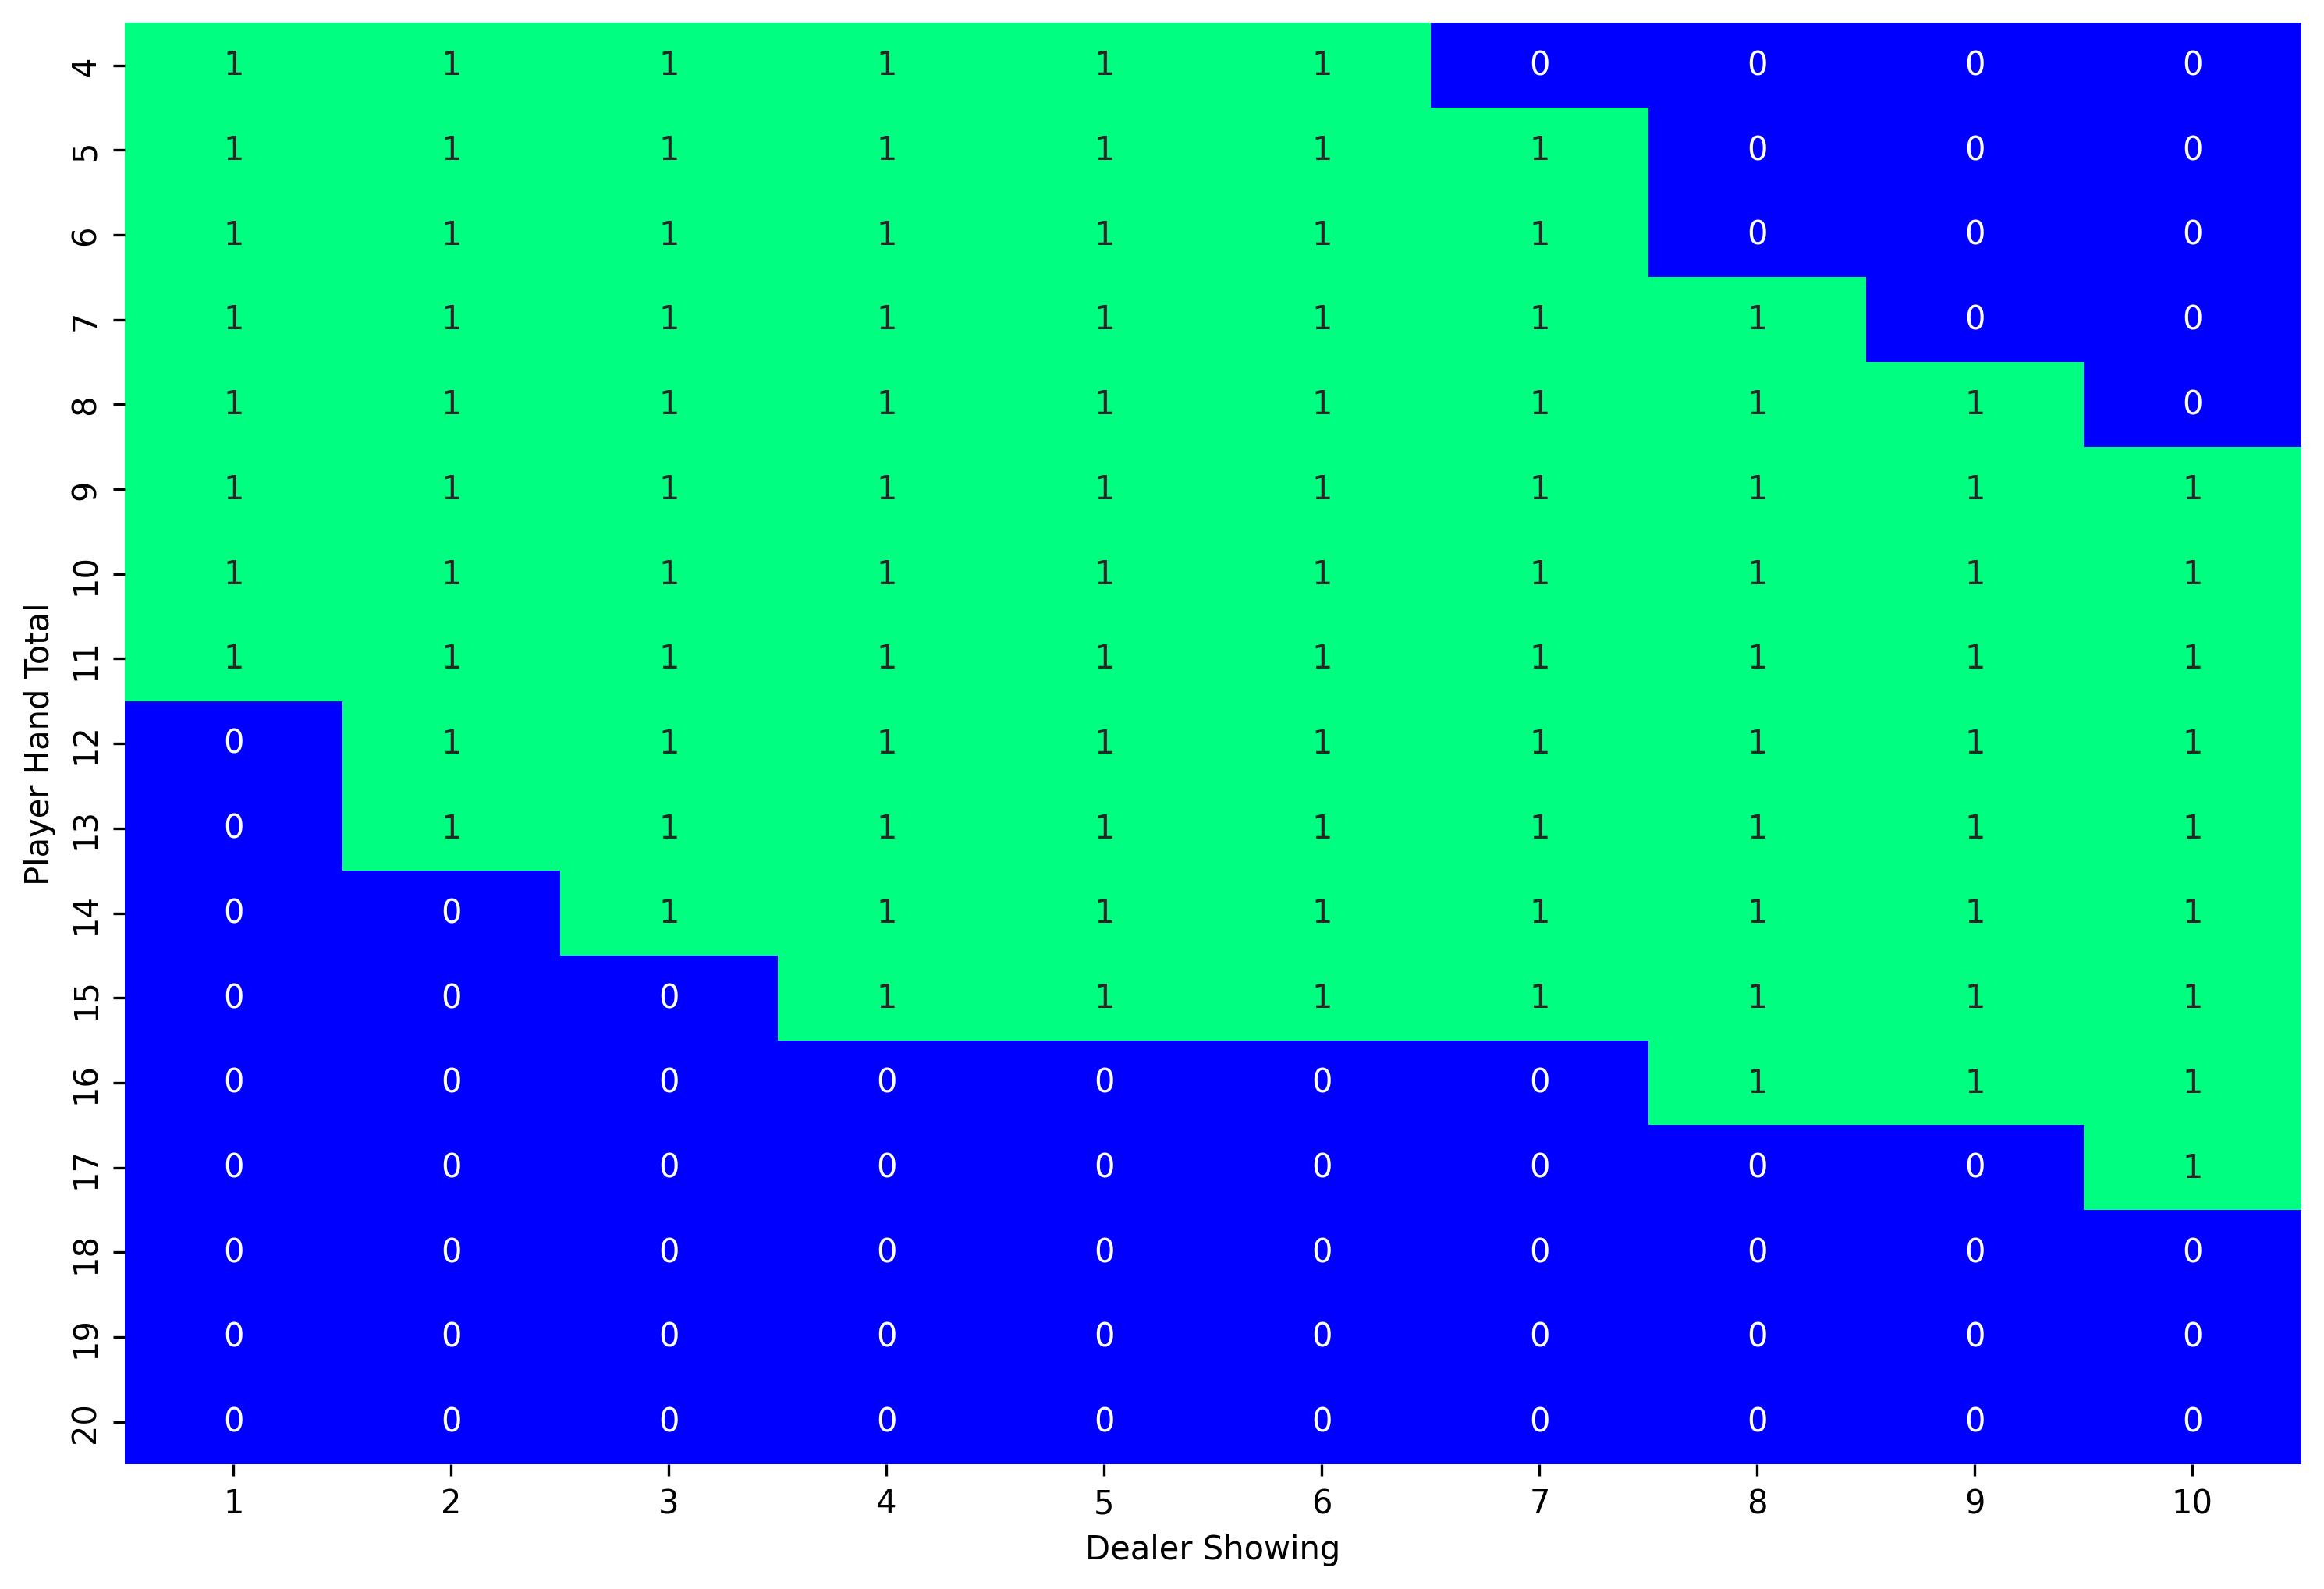 4 1 1 1 1 1 1 0 0 0 0
5 1 1 1 1 1 1 1 0 0 0
6 1 1 1 1 1 1 1 0 0 0
7 1 1 1 1 1 1 1 1 0 0
8 1 1 1 1 1 1 1 1 1 0
9 1 1 1 1 1 1 1 1 1 1
10 1 1 1 1 1 1 1 1 1 1
11 1 1 1 1 1 1 1 1 1 1
12 0 1 1 1 1 1 1 1 1 1
13 0 1 1 1 1 1 1 1 1 1
14 0 0 1 1 1 1 1 1 1 1
15 0 0 0 1 1 1 1 1 1 1
16 0 0 0 0 0 0 0 1 1 1
17 0 0 0 0 0 0 0 0 0 1
18 0 0 0 0 0 0 0 0 0 0
19 0 0 0 0 0 0 0 0 0 0
20 0 0 0 0 0 0 0 0 0 0
1 2 3 4 5 6 7 8 9 10
Dealer Showing
Player Hand Total